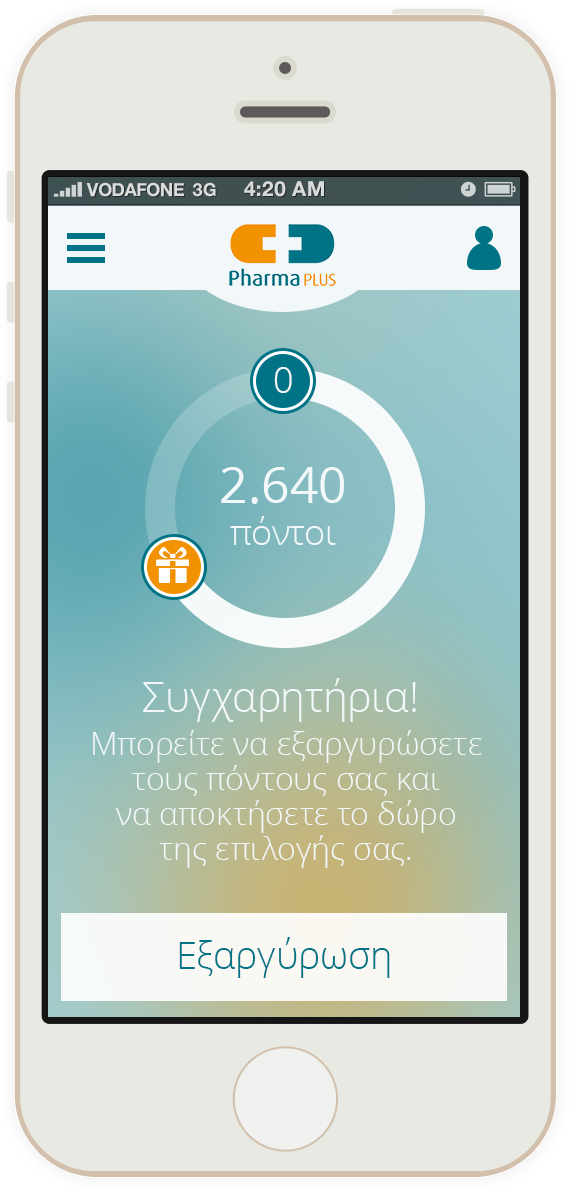 VODAFONE 3G 4:20 AM
Pharma PLUS
0
2.640
πόντοι
Συγχαρητήρια!
Μπορείτε να εξαργυρώσετε
τους πόντους σας και
να αποκτήσετε το δώρο
της επιλογής σας.
Εξαργύρωση